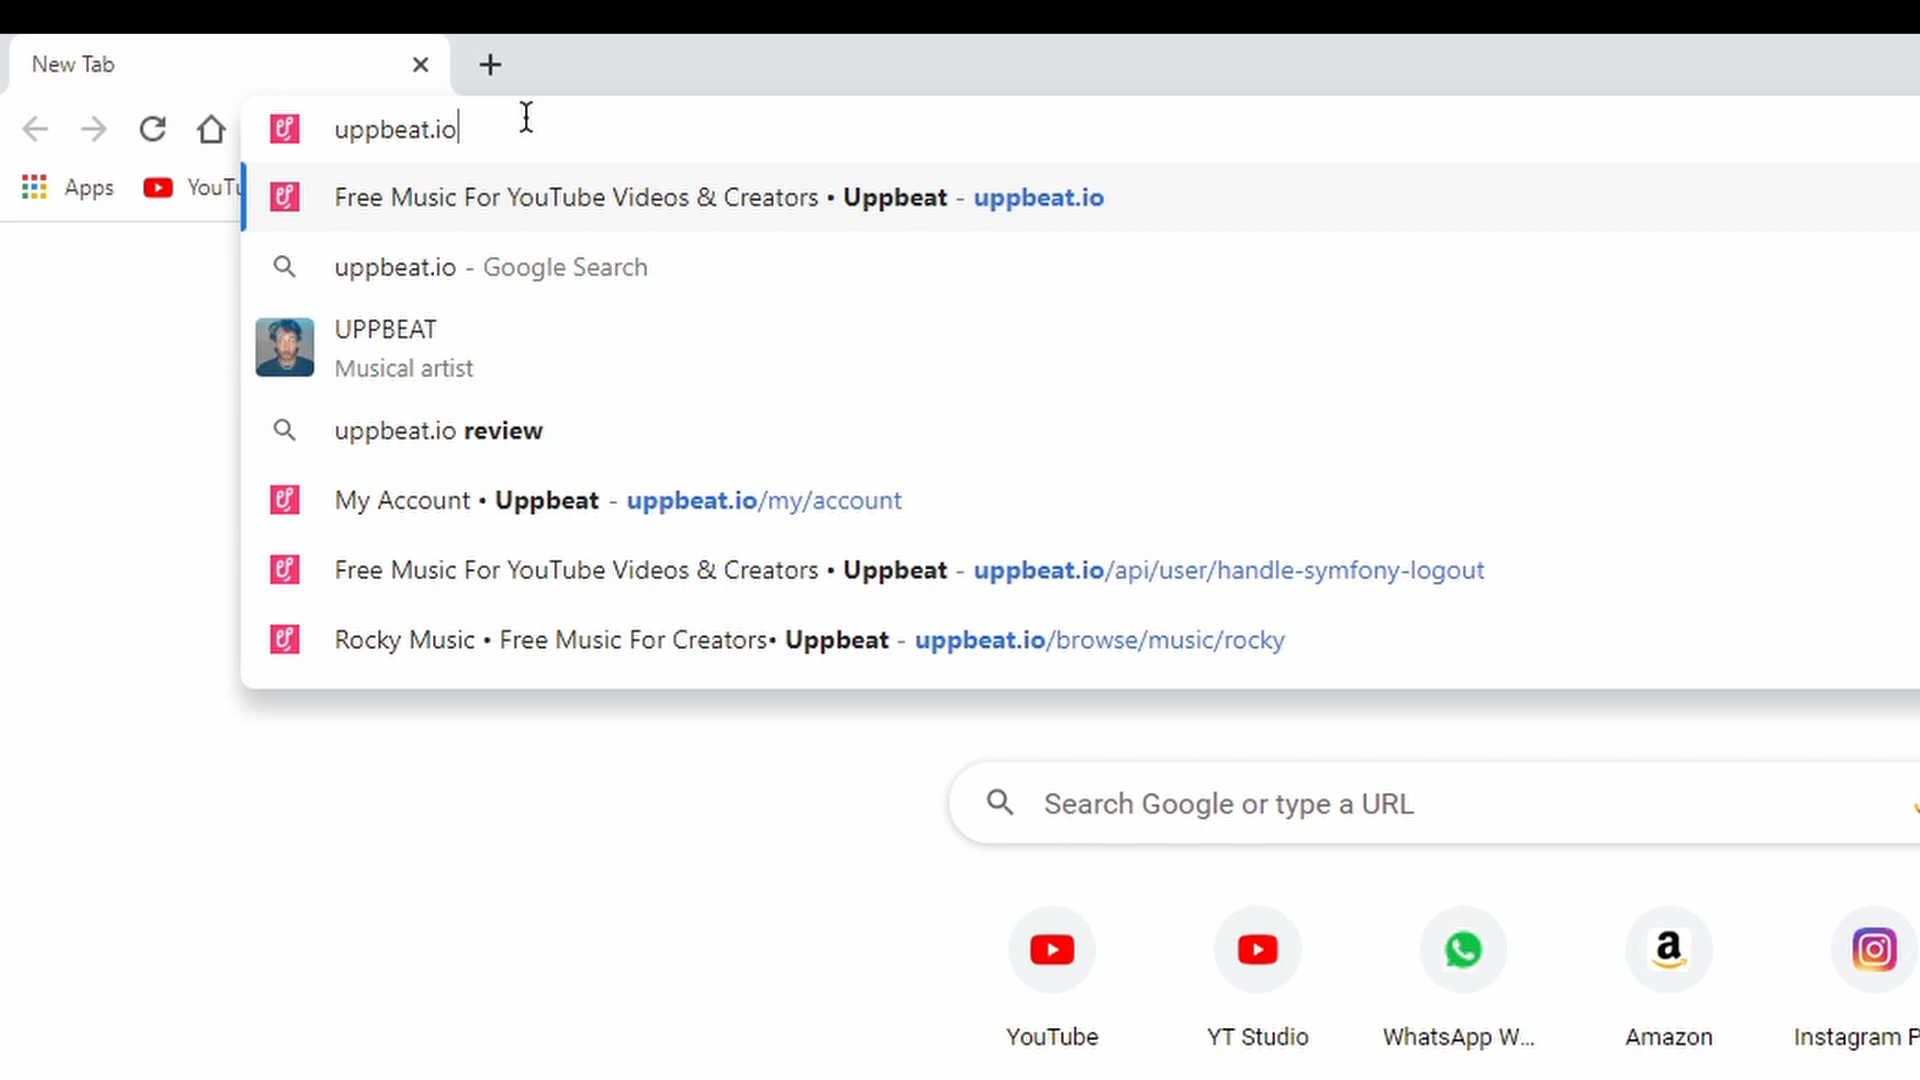 New Tab
uppbeat.io
Apps
YouTu
Free Music For YouTube Videos & Creators • Uppbeat - uppbeat.io
uppbeat.io - Google Search
UPPBEAT
Musical artist
uppbeat.io review
My Account • Uppbeat - uppbeat.io/my/account
Free Music For YouTube Videos & Creators • Uppbeat - uppbeat.io/api/user/handle-symfony-logout
Rocky Music • Free Music For Creators• Uppbeat - uppbeat.io/browse/music/rocky
Search Google or type a URL
YouTube
YT Studio
WhatsApp W...
Amazon
Instagram P